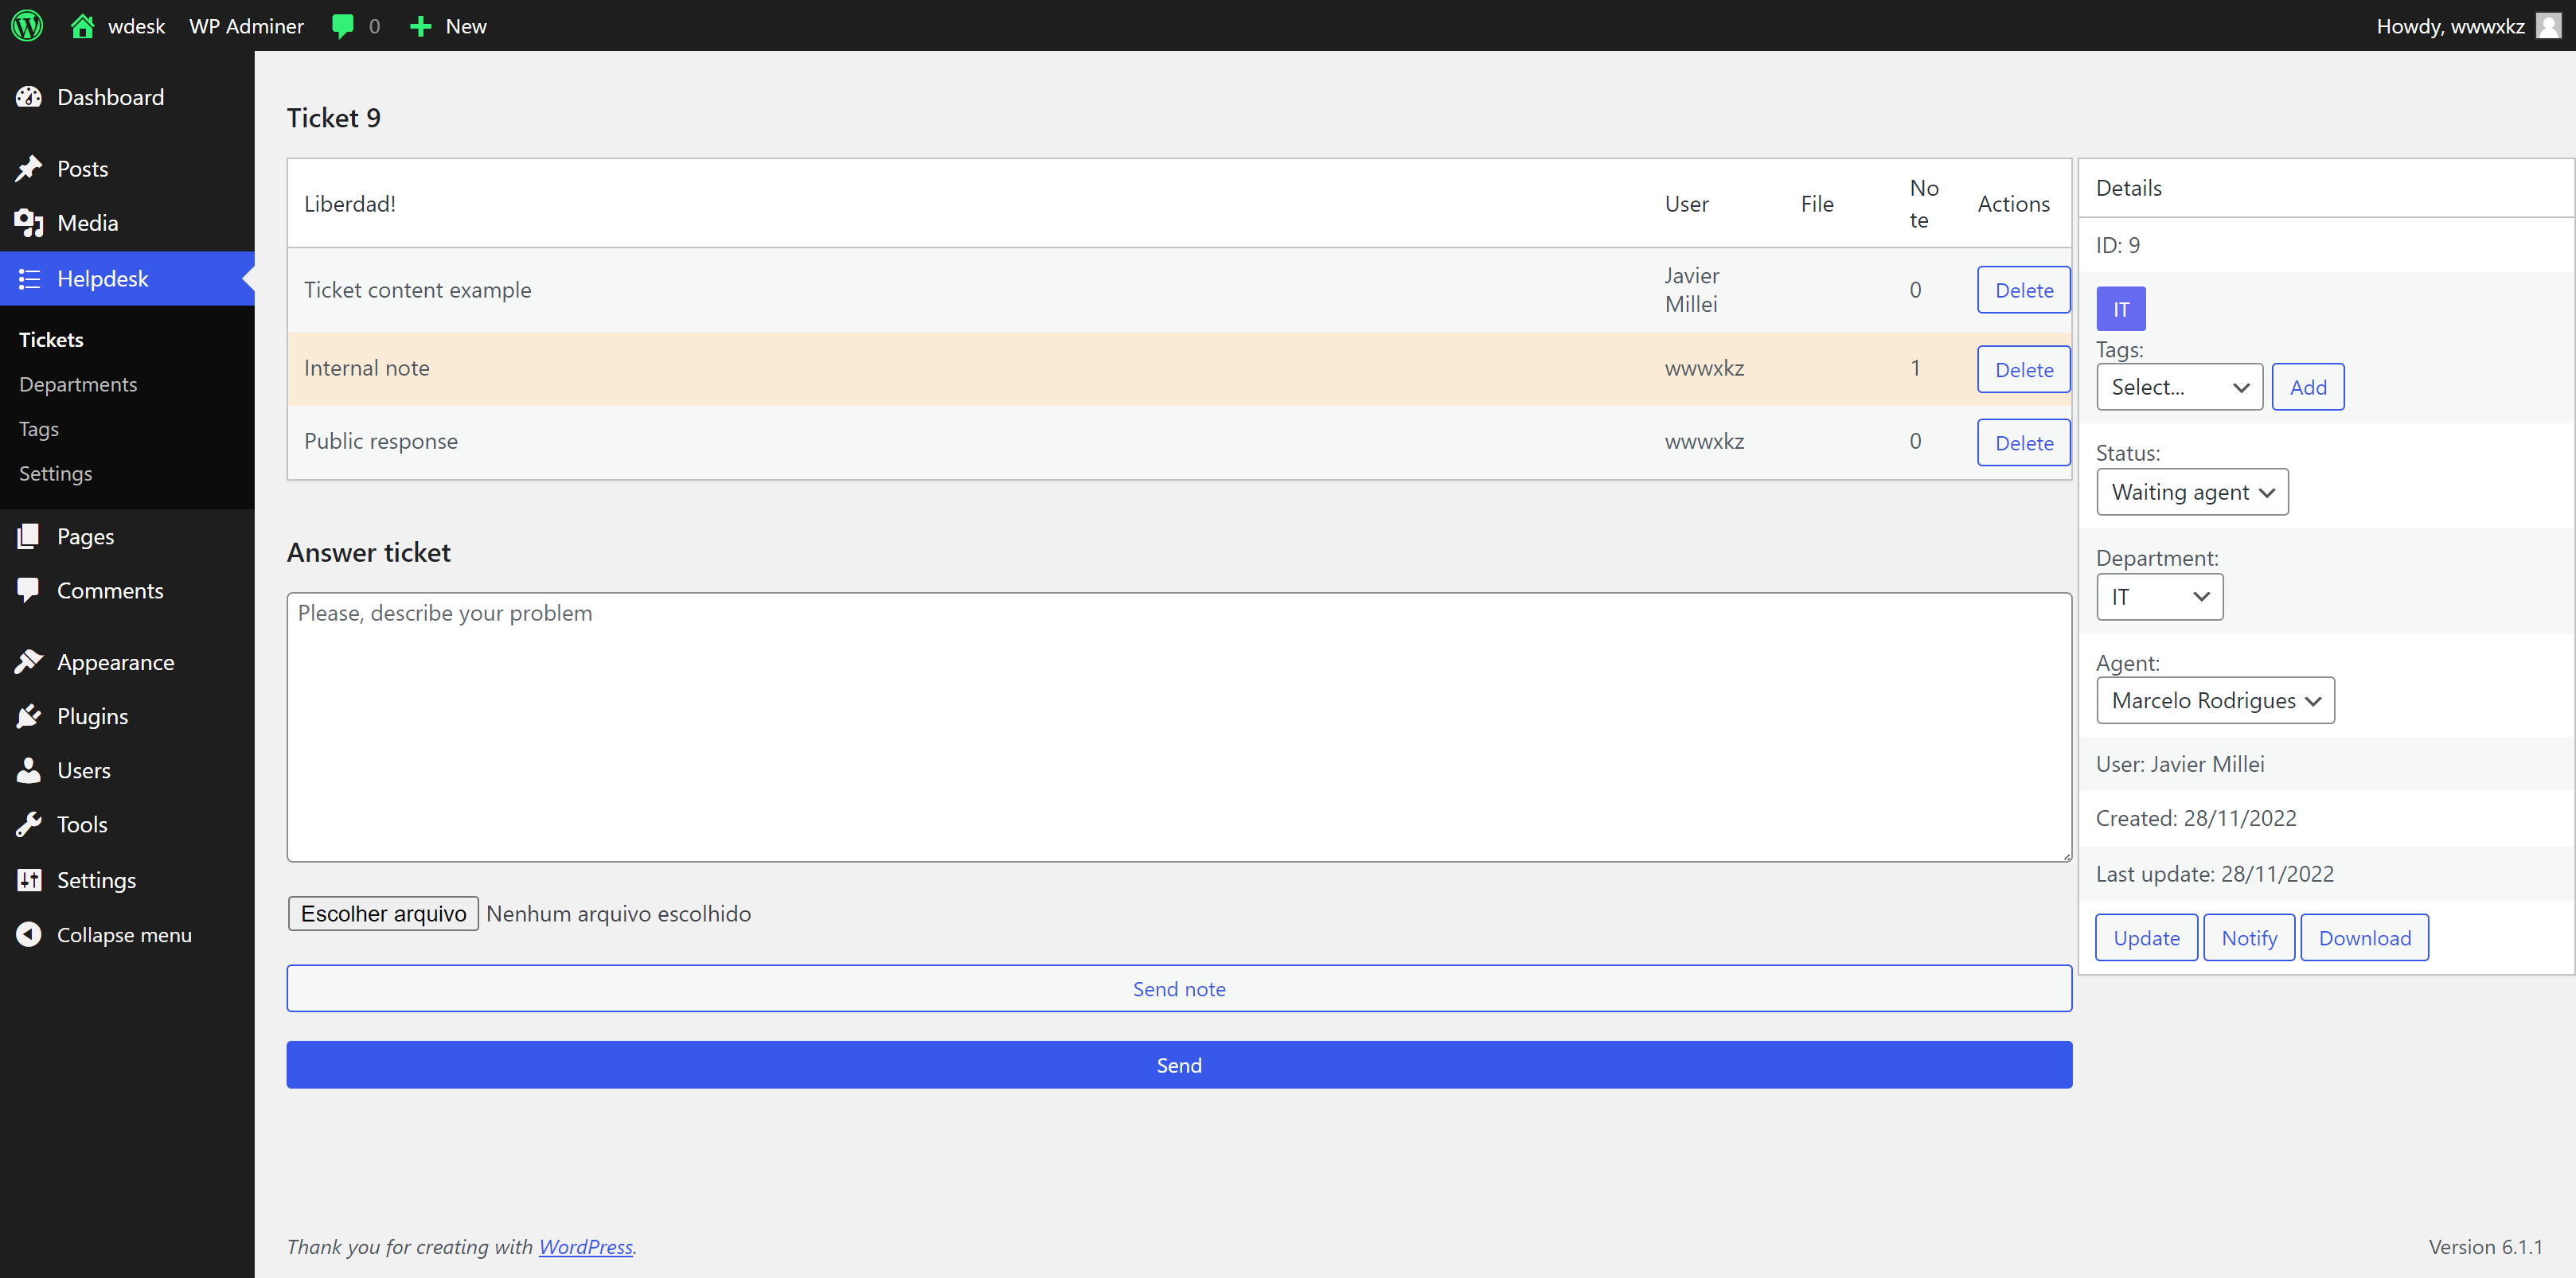 wdesk WP Adminer 0 New Howdy, wwwxkz
Dashboard
Posts
Media
Helpdesk
Tickets
Departments
Tags
Settings
Pages
Comments
Appearance
Plugins
Users
Tools
Settings
Collapse menu
Ticket 9
Liberdad! User File No
te Actions
Ticket content example Javier
Millei 0 Delete
Internal note wwwxkz 1 Delete
Public response wwwxkz 0 Delete
Answer ticket
Please, describe your problem
Escolher arquivo Nenhum arquivo escolhido
Send note
Send
Details
ID: 9
IT
Tags:
Select... Add
Status:
Waiting agent
Department:
IT
Agent:
Marcelo Rodrigues
User: Javier Millei
Created: 28/11/2022
Last update: 28/11/2022
Update Notify Download
Thank you for creating with WordPress. Version 6.1.1